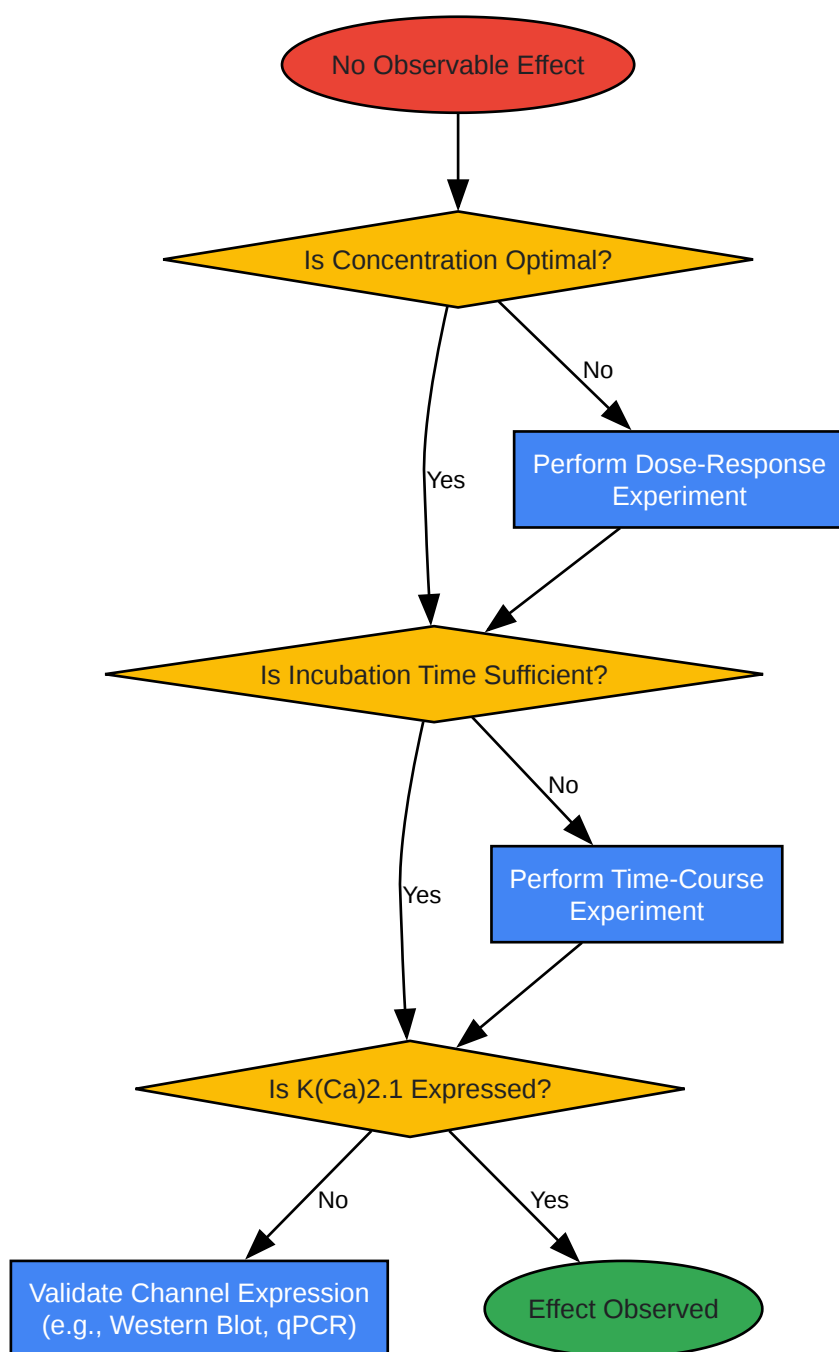 No Observable Effect
Is Concentration Optimal?
No
Perform Dose-Response
Experiment
Yes
Is Incubation Time Sufficient?
No
Perform Time-Course
Experiment
Yes
Is K(Ca)2.1 Expressed?
No
Yes
Validate Channel Expression
(e.g., Western Blot, qPCR)
Effect Observed